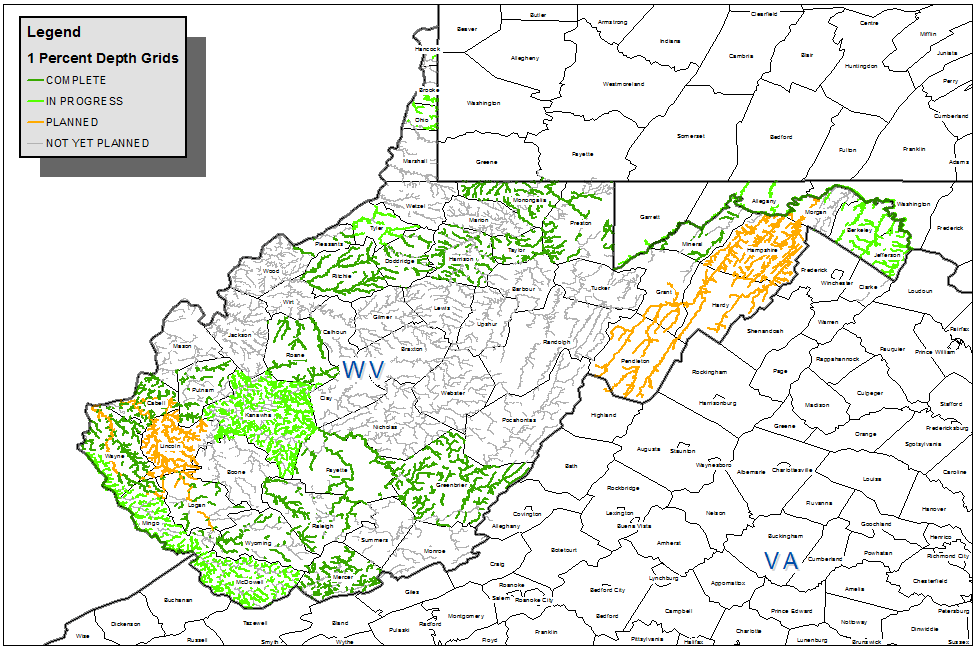 Legend
1 Percent Depth Grids
COMPLETE
IN PROGRESS
PLANNED
NOT YET PLANNED
Beaver
Butler
Armstrong
Clearfield
Centre
Mifflin
Indiana
Cambria
Blair
Juniata
Allegheny
Huntingdon
Perry
Westmoreland
Washington
Cumberland
Somerset
Bedford
Fulton
Franklin
Adams
Greene
Fayette
Hancock
Brooke
Ohio
Marshall
Wetzel
Monongalia
Marion
Preston
Tyler
Pleasants
Doddridge
Harrison
Taylor
Ritchie
Wood
Wirt
Barbour
Tucker
Garrett
Allegany
Washington
Morgan
Berkeley
Frederick
Mineral
Hampshire
Jefferson
Grant
Hardy
Frederick
Winchester
Clarke
Loudoun
Lewis
Gilmer
Upshur
Calhoun
Jackson
Mason
Roane
Braxton
Randolph
Pendleton
Shenandoah
Warren
Fauquier
Fairfax
Prince William
Rappahannock
WV
Rockingham
Page
Culpeper
Stafford
Putnam
Clay
Webster
Cabell
Kanawha
Nicholas
Pocahontas
Highland
Harrisonburg
Madison
Greene
Orange
Fredericksburg
Spotsylvania
Lincoln
Wayne
Boone
Fayette
Greenbrier
Bath
Augusta
Staunton
Waynesboro
Albemarle
Charlottesville
Louisa
Caroline
Rockbridge
Logan
Mingo
Raleigh
Wyoming
Summers
Monroe
Covington
Alleghany
Lexington
Buena Vista
Nelson
Fluvanna
Hanover
Goochland
Buckingham
Henrico
Botetourt
Amherst
VA
Cumberland
Powhatan
Richmond City
Craig
McDowell
Mercer
Lynchburg
Appomattox
Amelia
Chesterfield
Roanoke
Salem
Roanoke City
Bedford City
Giles
Buchanan
Campbell
Prince Edward
Petersburg
Montgomery
Bedford
Nottoway
Dinwiddie
Dickenson
Tazewell
Bland
Pulaski
Radford
Franklin
Charlotte
Wise
Russell
Smyth
Wythe
Floyd
Pittsylvania
Halifax
Lunenburg
Brunswick
Sussex